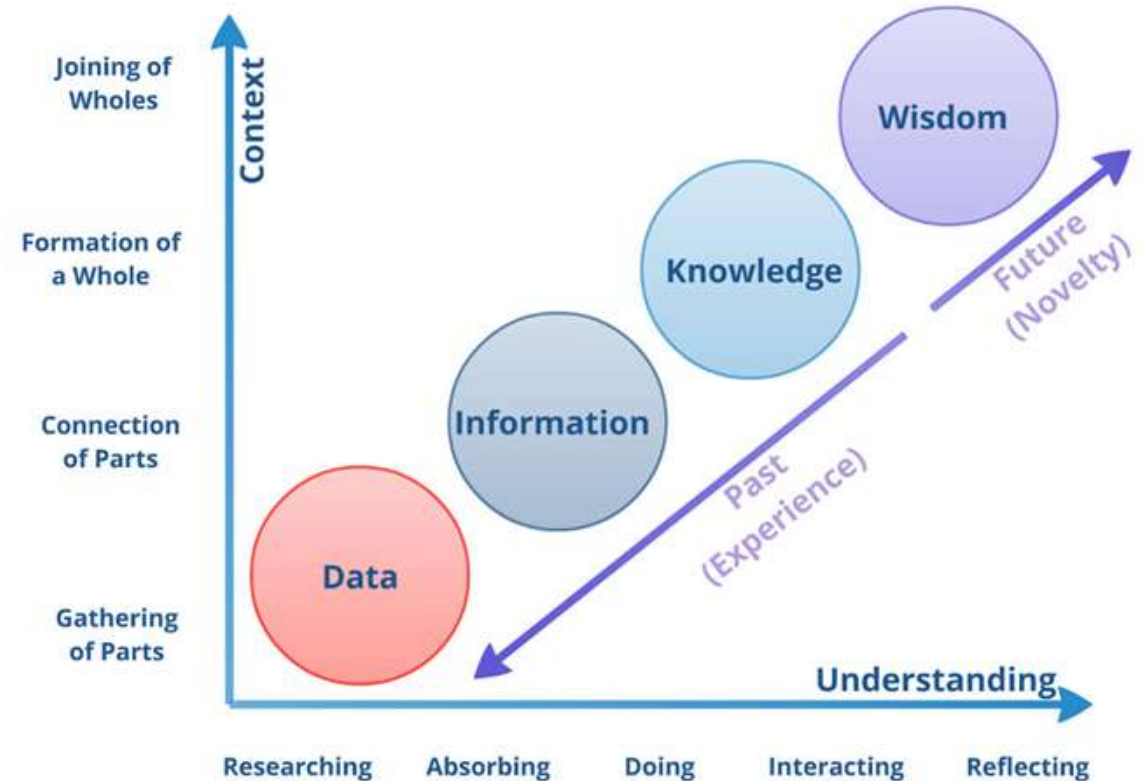 Joining of
Wholes
Context
Wisdom
Formation of
a Whole
Knowledge
Future
(Novelty)
Connection
of Parts
Information
Past
(Experience)
Data
Gathering
of Parts
Understanding
Researching Absorbing Doing Interacting Reflecting